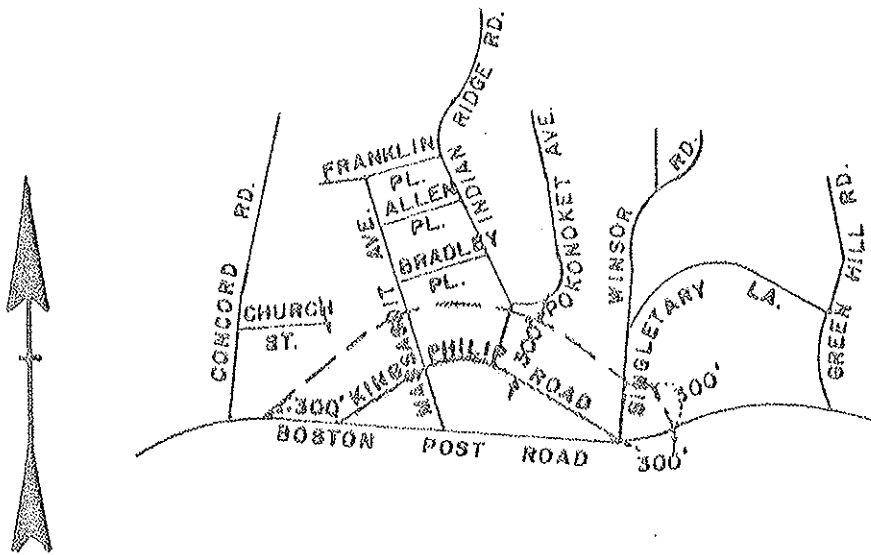 INDIAN RIDGE RD.
FRANKLIN
PL.
ALLEN
PL.
BRADLEY
PL.
POKONOKET AVE.
CONCORD RD.
CHURCH
ST.
AVE.
WINSOR RD.
SINGLETARY LA.
GREEN HILL RD.
300'
KING PHILIP ROAD
300'
300'
300'
BOSTON POST ROAD